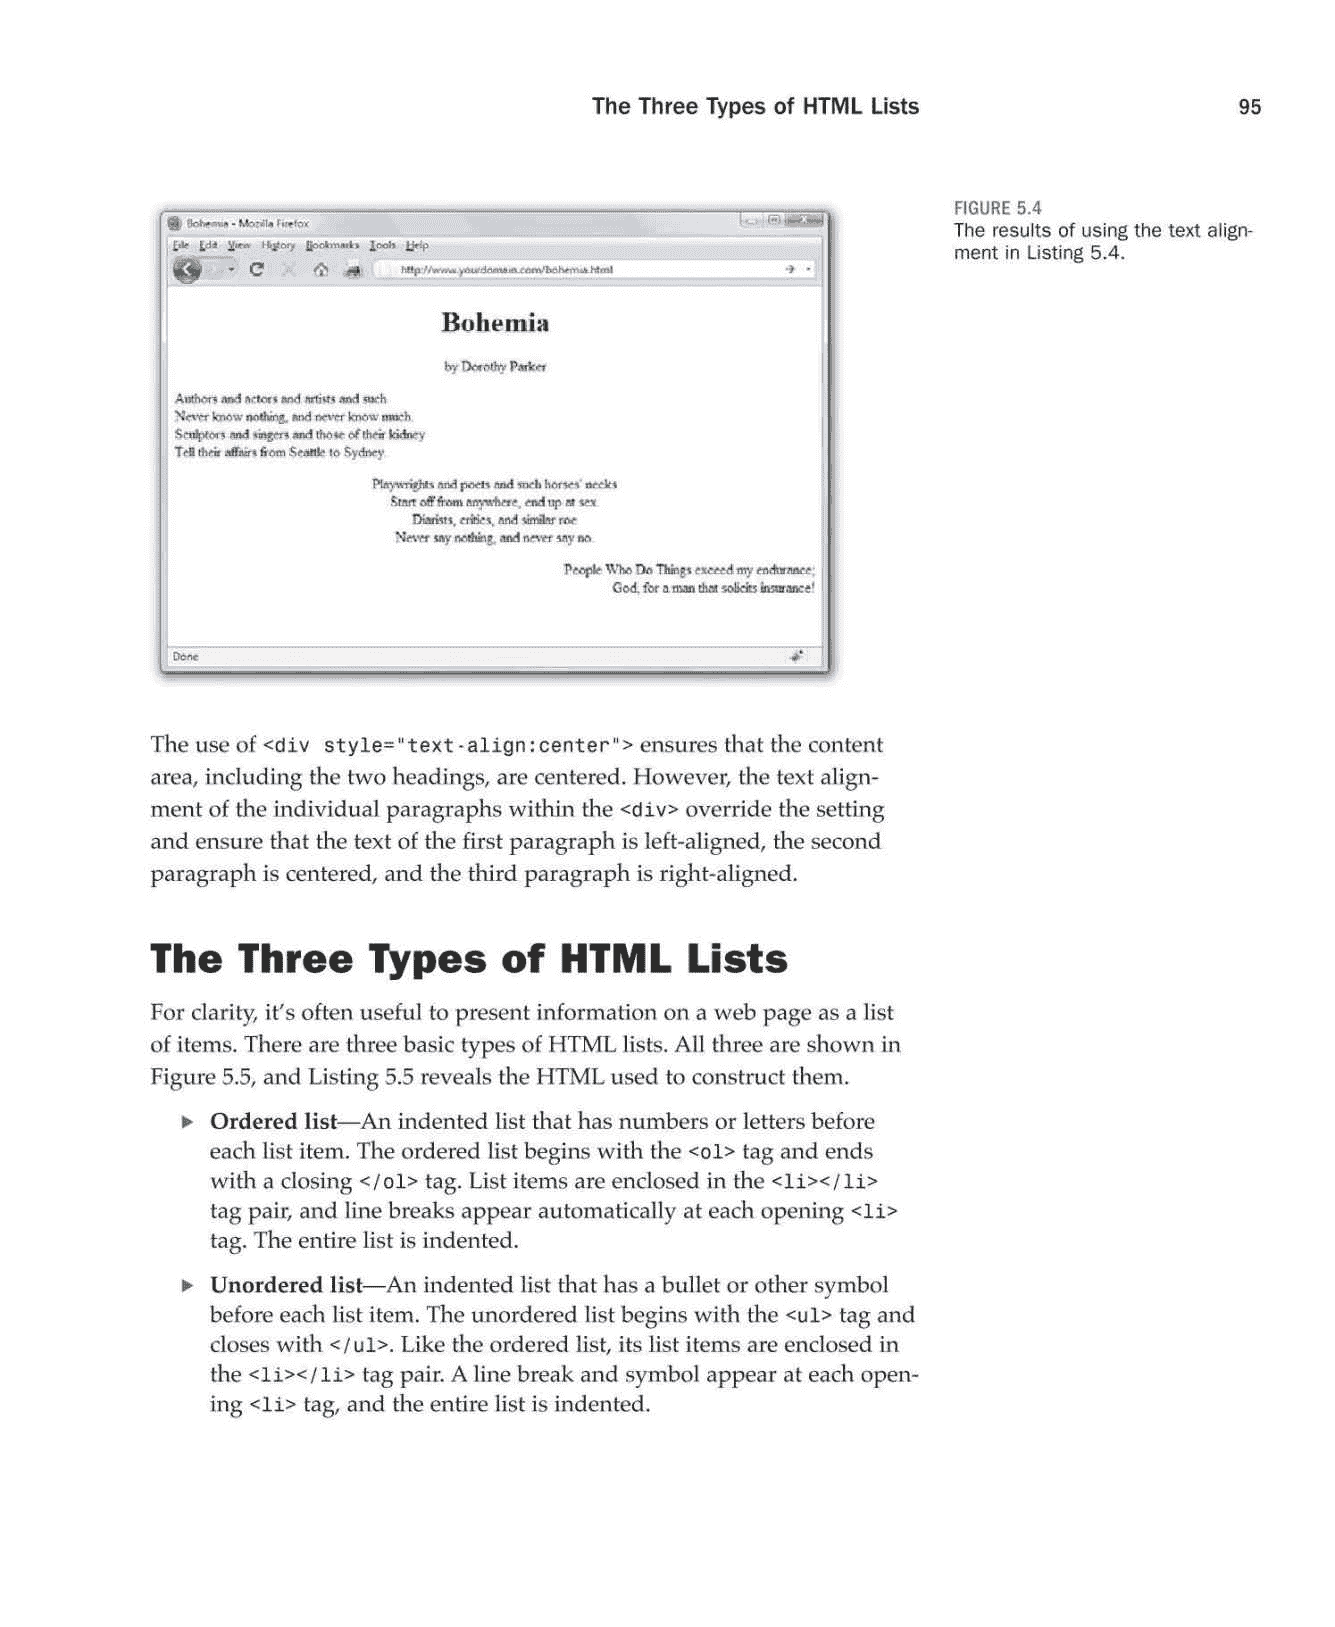 The Three Types of HTML Lists
95
FIGURE 5.4
The results of using the text align-
ment in Listing 5.4.
Bohemia - Mozilla Firefox
File Edit View History Bookmarks Tools Help
http://www.yourdomain.com/bohemia.html
Bohemia
by Dorothy Parker
Authors and actors and artists and such
Never know nothing, and never know much.
Sculptors and singers and those of their kidney
Tell their affairs from Seattle to Sydney.
Playwrights and poets and such horses' necks
Start off from anywhere, end up at sex.
Diarists, critics, and similar roe
Never say nothing, and never say no.
People Who Do Things exceed my endurance;
God, for a man that solicits insurance!
Done
The use of <div style="text-align:center"> ensures that the content
area, including the two headings, are centered. However, the text align-
ment of the individual paragraphs within the <div> override the setting
and ensure that the text of the first paragraph is left-aligned, the second
paragraph is centered, and the third paragraph is right-aligned.
The Three Types of HTML Lists
For clarity, it's often useful to present information on a web page as a list
of items. There are three basic types of HTML lists. All three are shown in
Figure 5.5, and Listing 5.5 reveals the HTML used to construct them.
▶ Ordered list—An indented list that has numbers or letters before
each list item. The ordered list begins with the <ol> tag and ends
with a closing </ol> tag. List items are enclosed in the <li></li>
tag pair, and line breaks appear automatically at each opening <li>
tag. The entire list is indented.
▶ Unordered list—An indented list that has a bullet or other symbol
before each list item. The unordered list begins with the <ul> tag and
closes with </ul>. Like the ordered list, its list items are enclosed in
the <li></li> tag pair. A line break and symbol appear at each open-
ing <li> tag, and the entire list is indented.